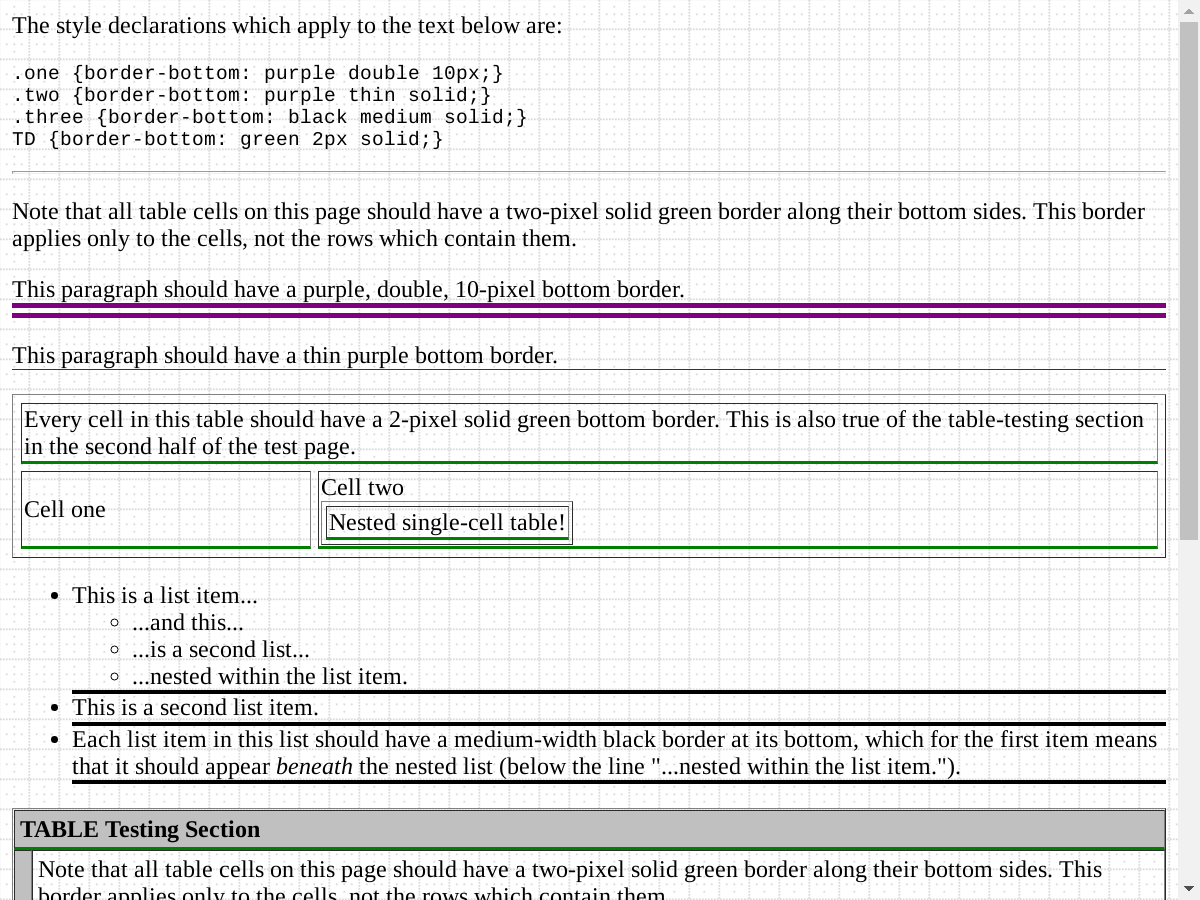 The style declarations which apply to the text below are:
.one {border-bottom: purple double 10px;}
.two {border-bottom: purple thin solid;}
.three {border-bottom: black medium solid;}
TD {border-bottom: green 2px solid;}
Note that all table cells on this page should have a two-pixel solid green border along their bottom sides. This border
applies only to the cells, not the rows which contain them.
This paragraph should have a purple, double, 10-pixel bottom border.
This paragraph should have a thin purple bottom border.
Every cell in this table should have a 2-pixel solid green bottom border. This is also true of the table-testing section
in the second half of the test page.
Cell one
Cell two
Nested single-cell table!
This is a list item...
...and this...
...is a second list...
...nested within the list item.
This is a second list item.
Each list item in this list should have a medium-width black border at its bottom, which for the first item means
that it should appear beneath the nested list (below the line "...nested within the list item.").
TABLE Testing Section
Note that all table cells on this page should have a two-pixel solid green border along their bottom sides. This
border applies only to the cells, not the rows which contain them.